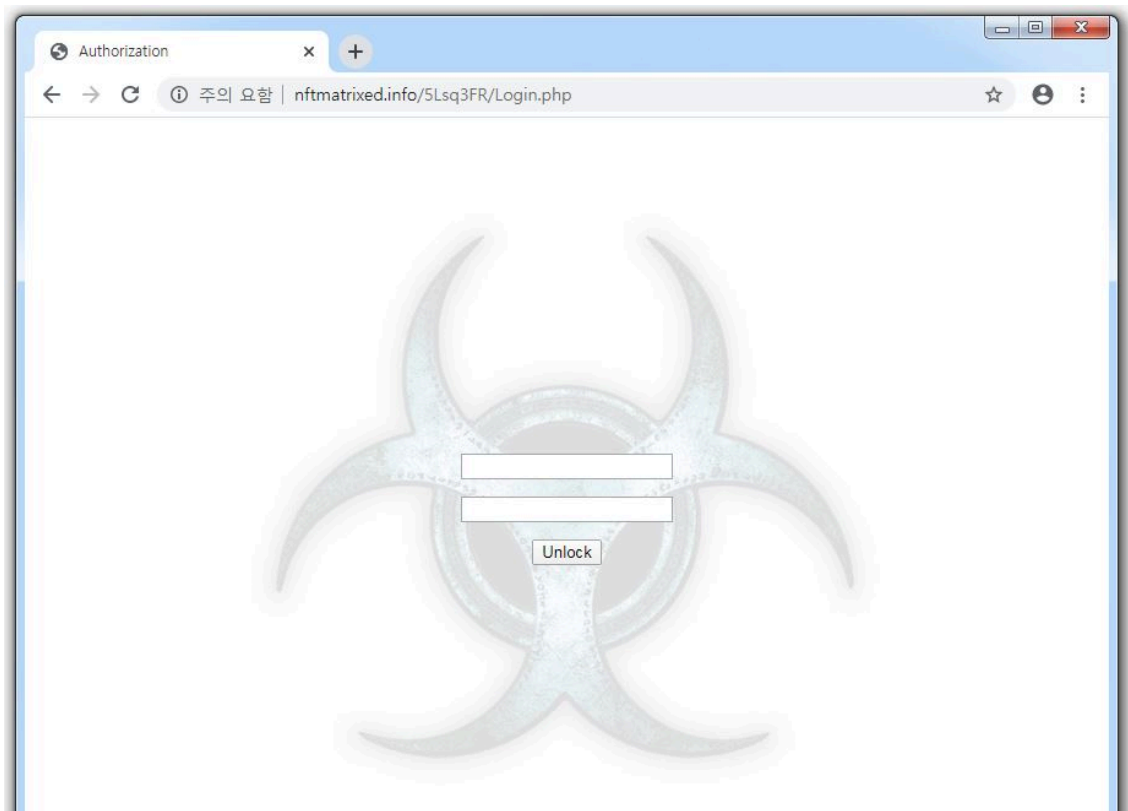 Authorization
주의 요함 | nftmatrixed.info/5Lsq3FR/Login.php
Unlock